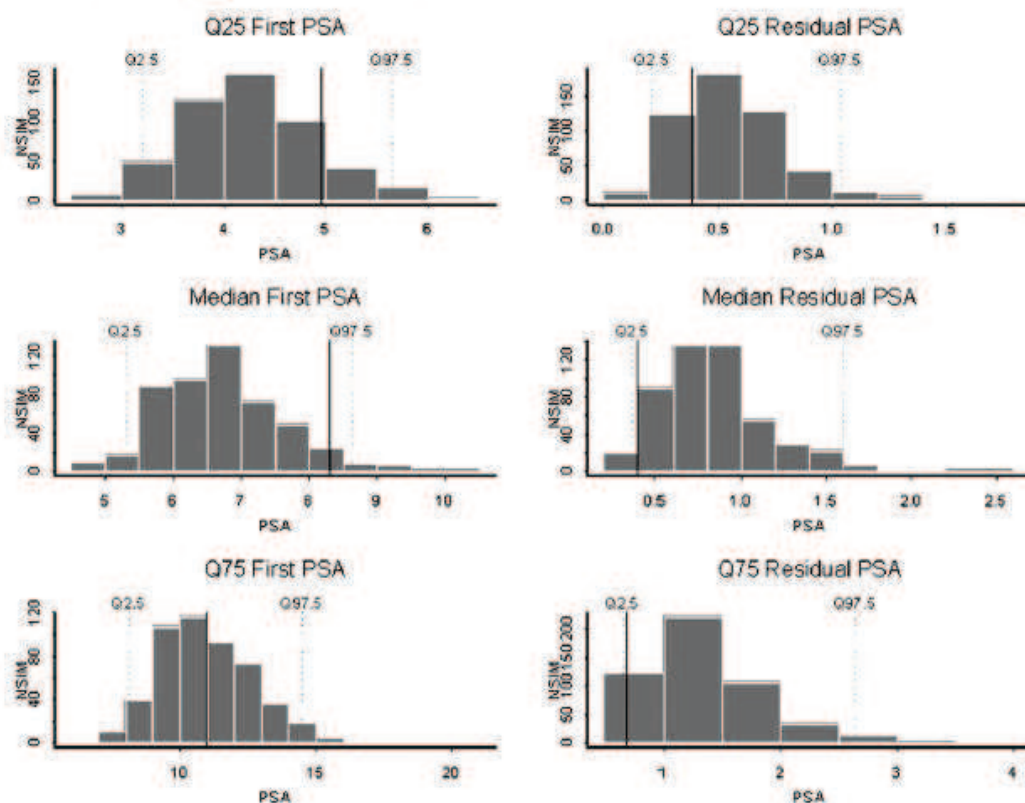 Q25 First PSA
Q2.5 Q97.5
NSIM
0 50 100 150
3 4 5 6
PSA
Q25 Residual PSA
Q2.5 Q97.5
NSIM
0 50 100 150
0.0 0.5 1.0 1.5
PSA
Median First PSA
Q2.5 Q97.5
NSIM
0 40 80 120
5 6 7 8 9 10
PSA
Median Residual PSA
Q2.5 Q97.5
NSIM
0 40 80 120
0.5 1.0 1.5 2.0 2.5
PSA
Q75 First PSA
Q2.5 Q97.5
NSIM
0 40 80 120
10 15 20
PSA
Q75 Residual PSA
Q2.5 Q97.5
NSIM
0 50 100 150 200
1 2 3 4
PSA